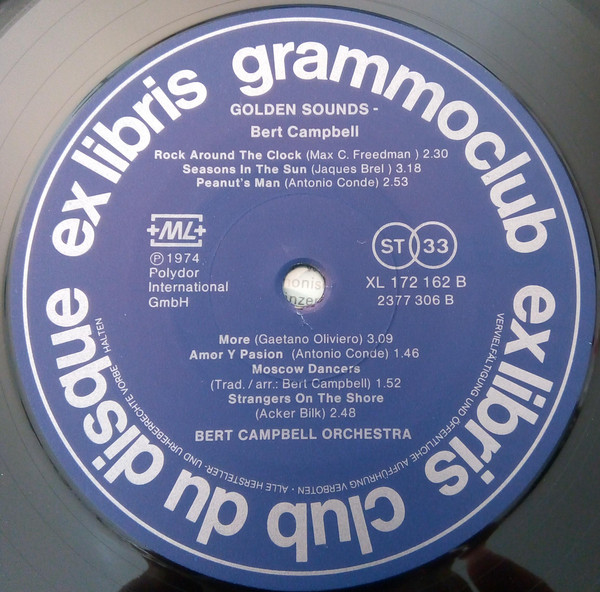 ex libris grammoclub
ex libris club du disque
GOLDEN SOUNDS -
Bert Campbell
Rock Around The Clock (Max C. Freedman ) 2.30
Seasons In The Sun (Jaques Brel ) 3.18
Peanut's Man (Antonio Conde) 2.53
+ML+
Ⓟ 1974
Polydor
International
GmbH
ST 33
XL 172 162 B
2377 306 B
More (Gaetano Oliviero) 3.09
Amor Y Pasion (Antonio Conde) 1.46
Moscow Dancers
(Trad. / arr.: Bert Campbell) 1.52
Strangers On The Shore
(Acker Bilk) 2.48
BERT CAMPBELL ORCHESTRA
ALLE HERSTELLER- UND URHEBERRECHTE VORBEHALTEN
VERVIELFÄLTIGUNG UND ÖFFENTLICHE AUFFÜHRUNG VERBOTEN -